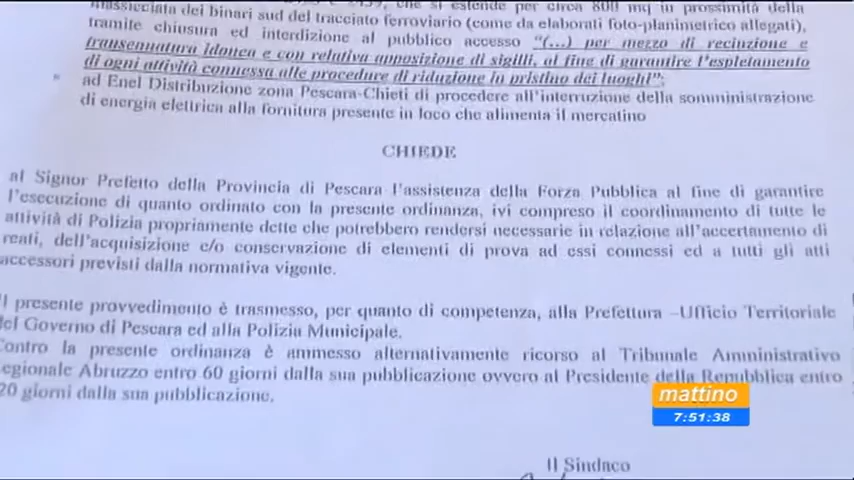 massicciata dei binari sud del tracciato ferroviario (come da elaborati foto-planimetrico allegati),
tramite chiusura ed interdizione al pubblico accesso "(...) per mezzo di recinzione e
transennatura idonea e con relativa apposizione di sigilli, al fine di garantire l'espletamento
di ogni attività connessa alle procedure di riduzione in pristino dei luoghi";
ad Enel Distribuzione zona Pescara-Chieti di procedere all'interruzione della somministrazione
di energia elettrica alla fornitura presente in loco che alimenta il mercatino
CHIEDE
al Signor Prefetto della Provincia di Pescara l'assistenza della Forza Pubblica al fine di garantire
l'esecuzione di quanto ordinato con la presente ordinanza, ivi compreso il coordinamento di tutte le
attività di Polizia propriamente dette che potrebbero rendersi necessarie in relazione all'accertamento di
reati, dell'acquisizione e/o conservazione di elementi di prova ad essi connessi ed a tutti gli atti
accessori previsti dalla normativa vigente.
Il presente provvedimento è trasmesso, per quanto di competenza, alla Prefettura –Ufficio Territoriale
del Governo di Pescara ed alla Polizia Municipale.
Contro la presente ordinanza è ammesso alternativamente ricorso al Tribunale Amministrativo
egionale Abruzzo entro 60 giorni dalla sua pubblicazione ovvero al Presidente della Repubblica entro
20 giorni dalla sua pubblicazione.
mattino
7:51:38
Il Sindaco